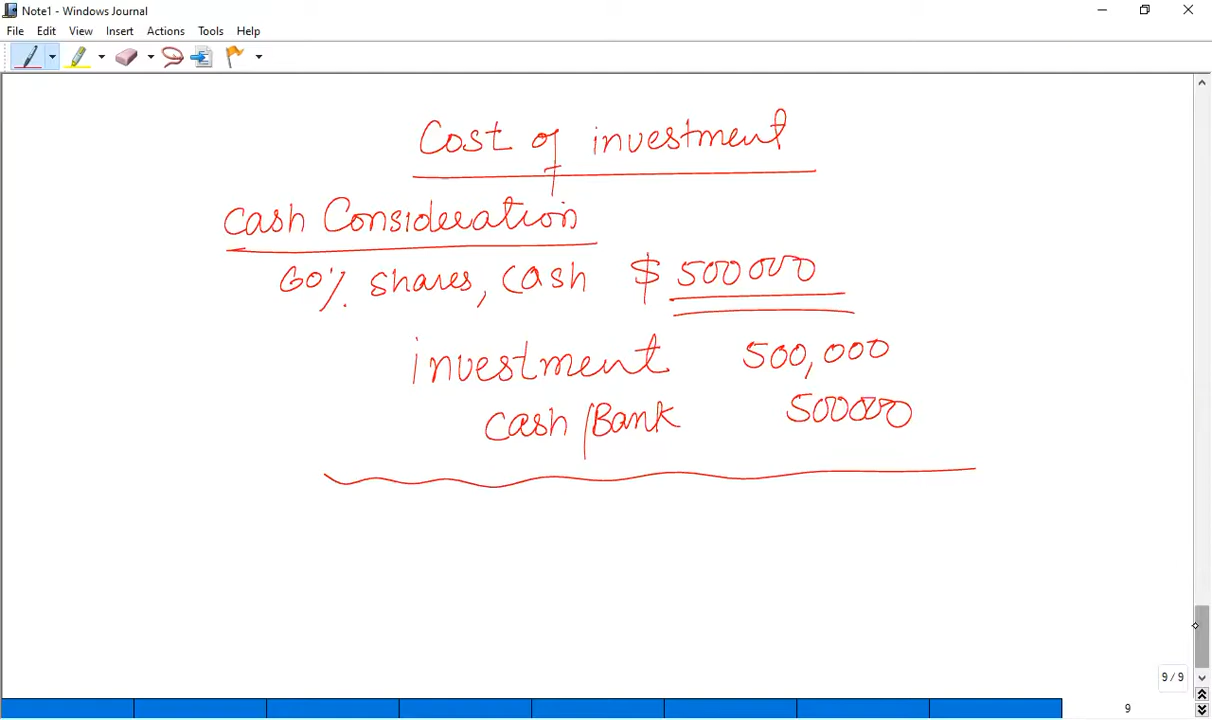 Note1 - Windows Journal
File Edit View Insert Actions Tools Help
Cost of investment
Cash Consideration
60% shares, cash $ 500000
investment 500,000
cash/Bank 500000
9 / 9
9